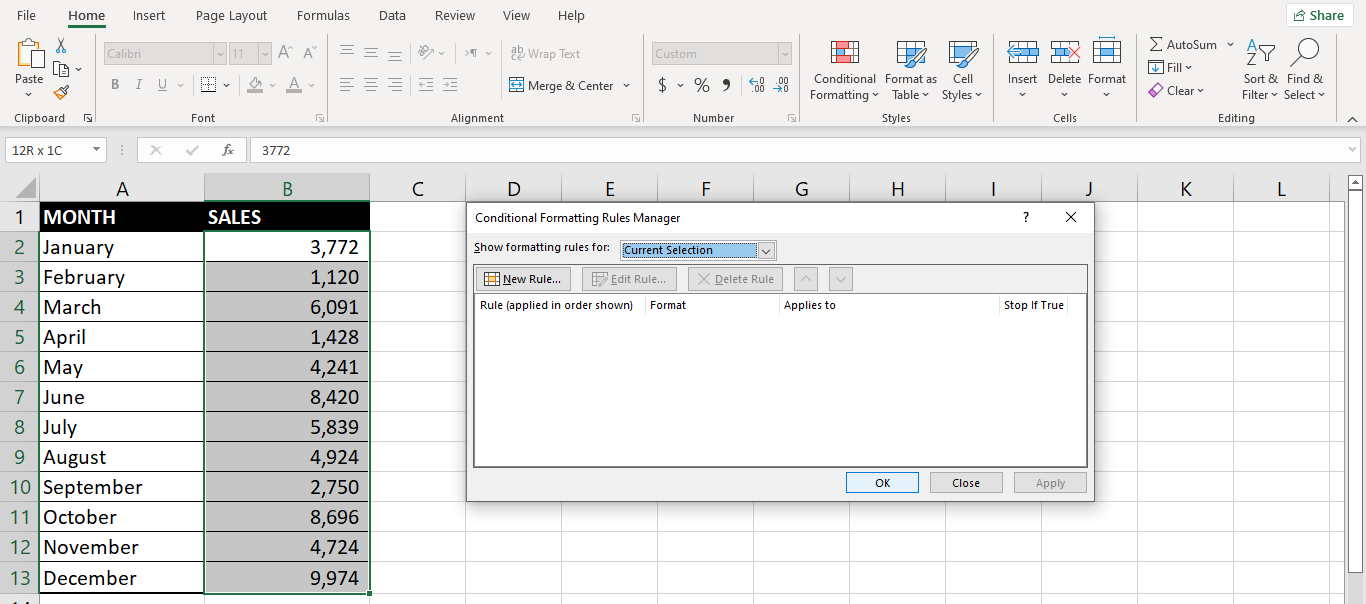 File Home Insert Page Layout Formulas Data Review View Help Share
Calibri 11 ab Wrap Text Custom AutoSum
Fill
Paste Conditional Formatting Format as Table Cell Styles Insert Delete Format Sort & Filter Find & Select
B I U Merge & Center $ % Clear
Clipboard Font Alignment Number Styles Cells Editing
12R x 1C fx 3772
A B C D E F G H I J K L
1 MONTH SALES
2 January 3,772
3 February 1,120
4 March 6,091
5 April 1,428
6 May 4,241
7 June 8,420
8 July 5,839
9 August 4,924
10 September 2,750
11 October 8,696
12 November 4,724
13 December 9,974
Conditional Formatting Rules Manager ?
Show formatting rules for: Current Selection
New Rule... Edit Rule... Delete Rule
Rule (applied in order shown) Format Applies to Stop If True
OK Close Apply